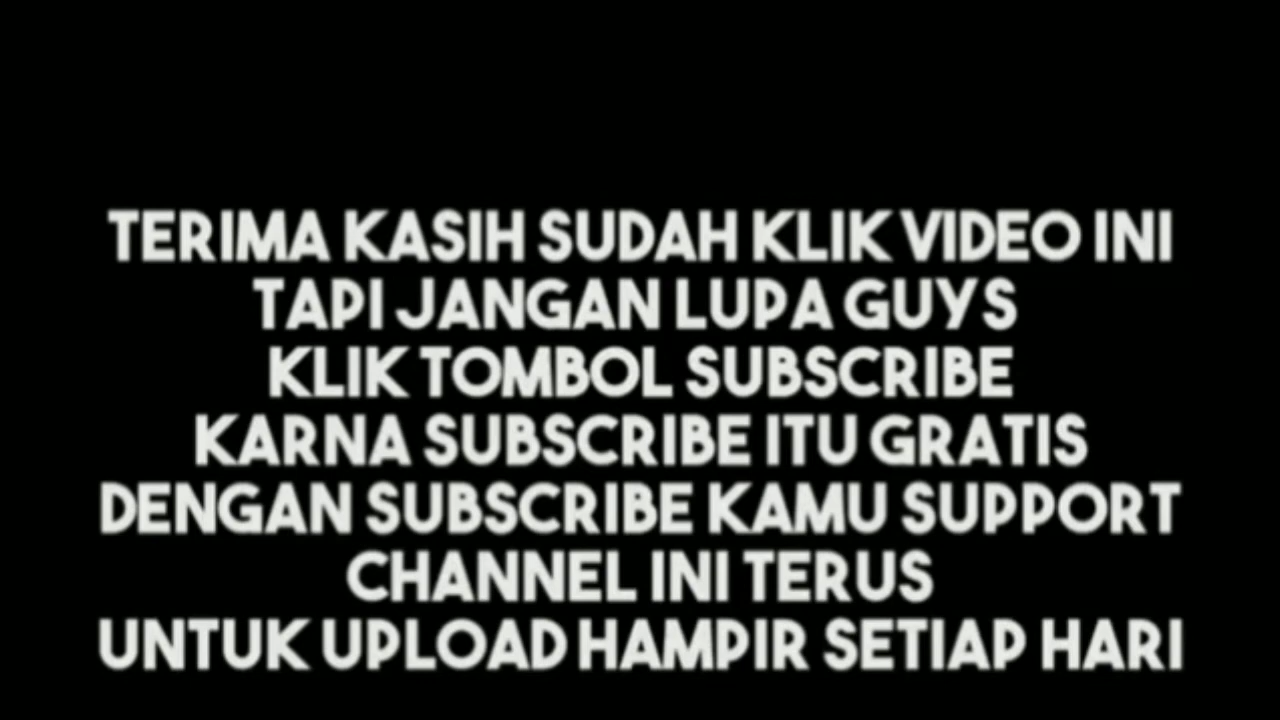 TERIMA KASIH SUDAH KLIK VIDEO INI
TAPI JANGAN LUPA GUYS
KLIK TOMBOL SUBSCRIBE
KARNA SUBSCRIBE ITU GRATIS
DENGAN SUBSCRIBE KAMU SUPPORT
CHANNEL INI TERUS
UNTUK UPLOAD HAMPIR SETIAP HARI